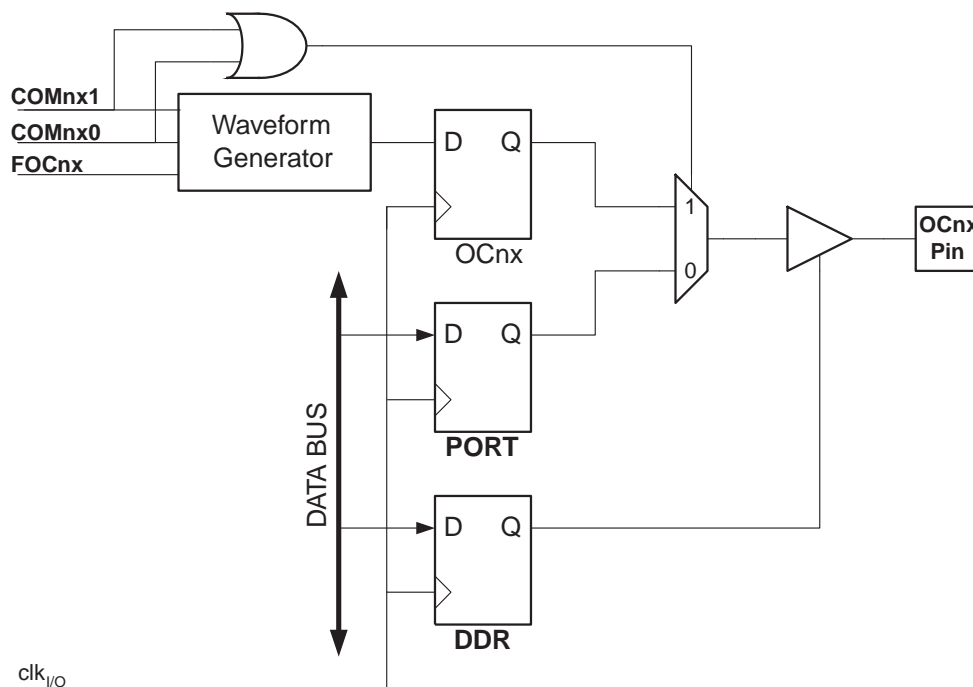 COMnx1
COMnx0
FOCnx
Waveform
Generator
D Q
OCnx
1
0
OCnx
Pin
D Q
PORT
DATA BUS
D Q
DDR
clkI/O